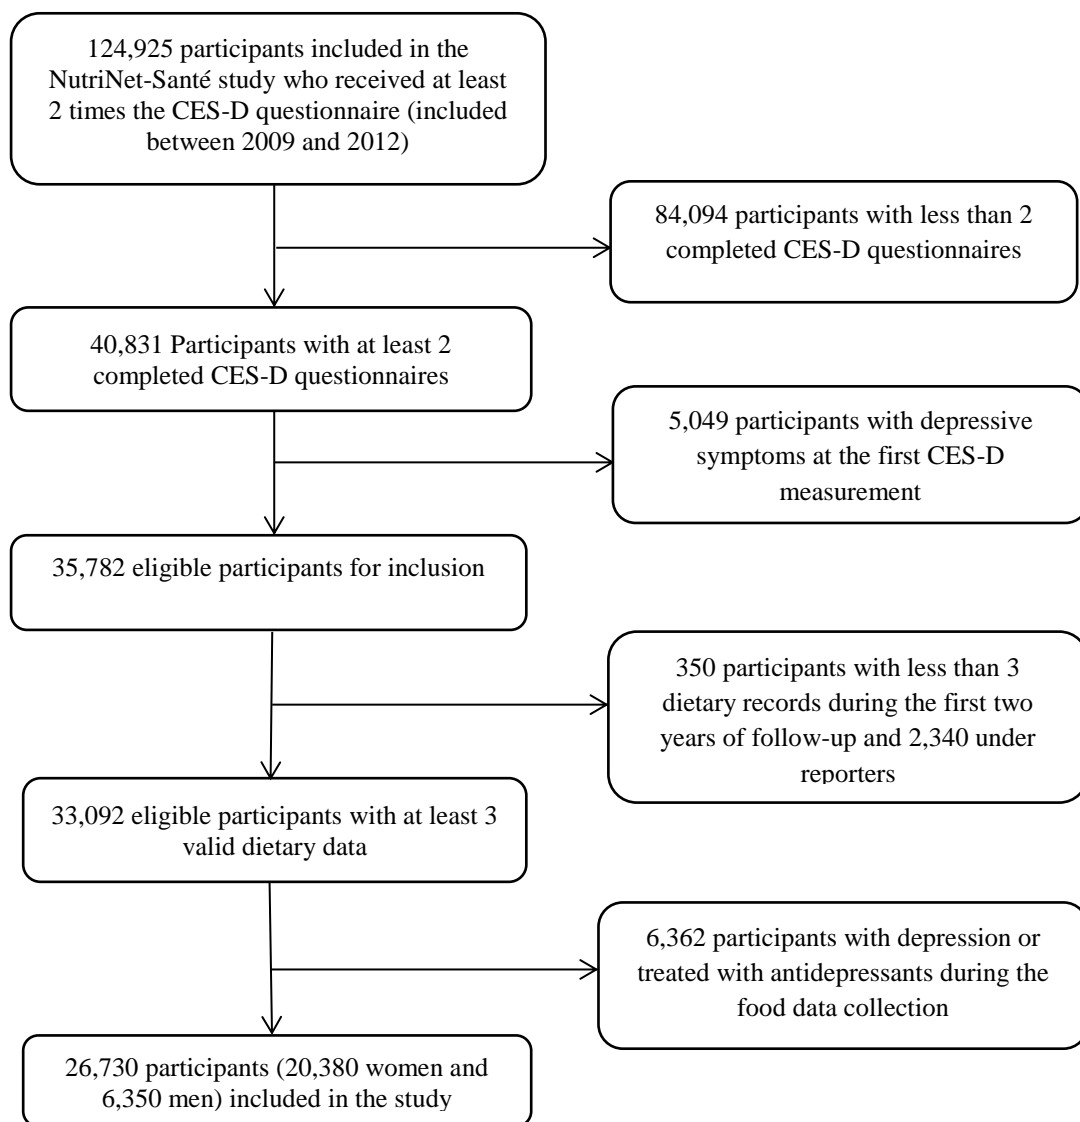 124,925 participants included in the
NutriNet-Santé study who received at least
2 times the CES-D questionnaire (included
between 2009 and 2012)
84,094 participants with less than 2
completed CES-D questionnaires
40,831 Participants with at least 2
completed CES-D questionnaires
5,049 participants with depressive
symptoms at the first CES-D
measurement
35,782 eligible participants for inclusion
350 participants with less than 3
dietary records during the first two
years of follow-up and 2,340 under
reporters
33,092 eligible participants with at least 3
valid dietary data
6,362 participants with depression or
treated with antidepressants during the
food data collection
26,730 participants (20,380 women and
6,350 men) included in the study